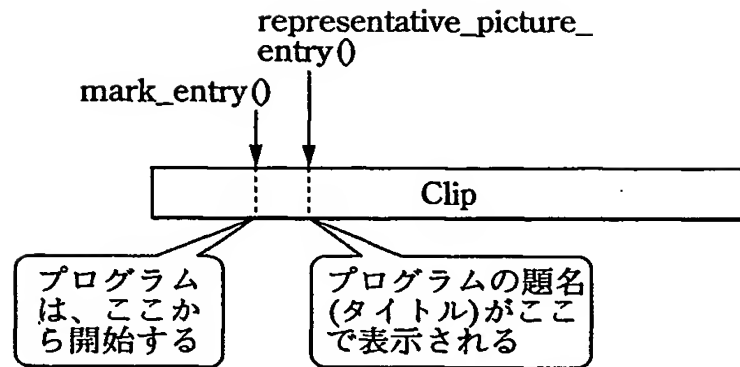 representative_picture_
entry()
mark_entry()
Clip
プログラム
は、ここか
ら開始する
プログラムの題名
(タイトル)がここ
で表示される